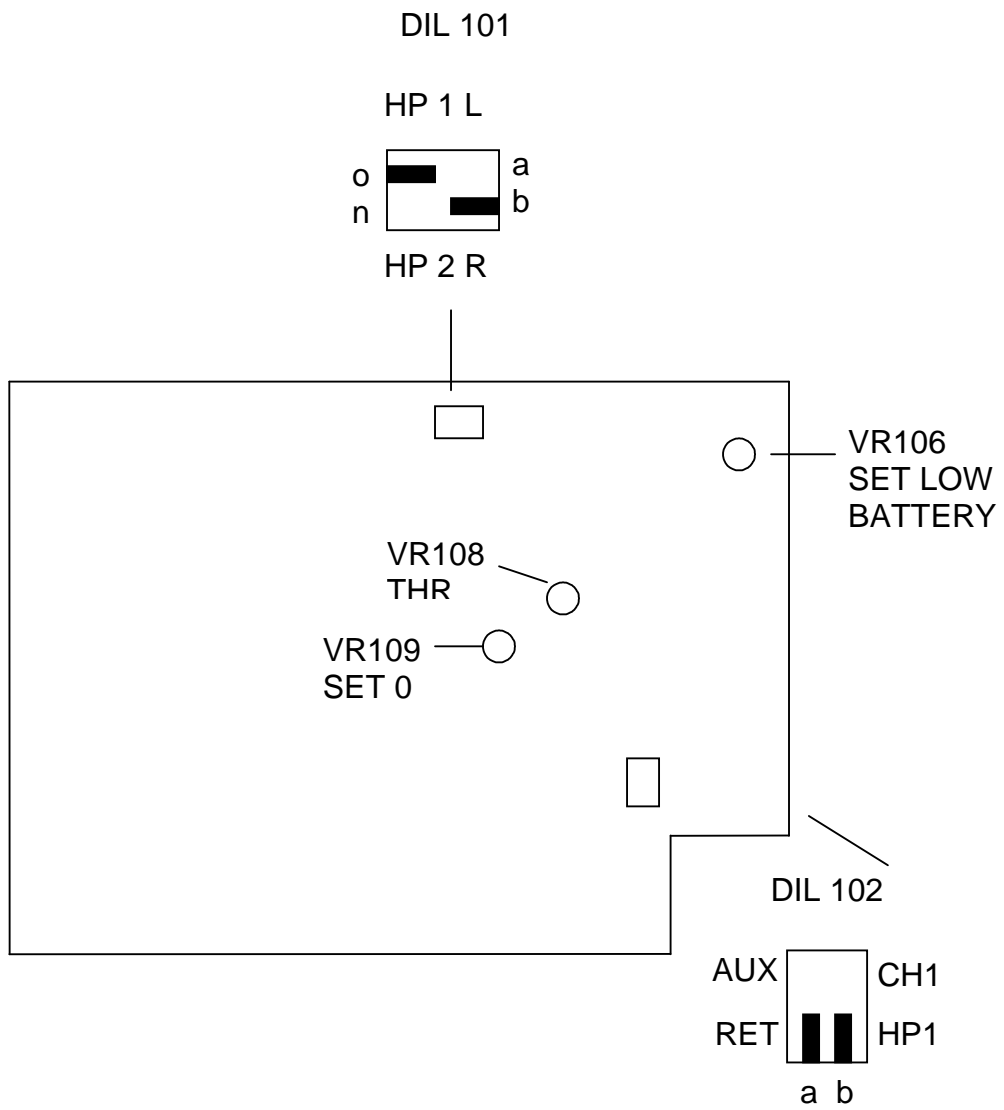 DIL 101
HP 1 L
o a
n b
HP 2 R
VR106
SET LOW
BATTERY
VR108
THR
VR109
SET 0
DIL 102
AUX CH1
RET HP1
a b